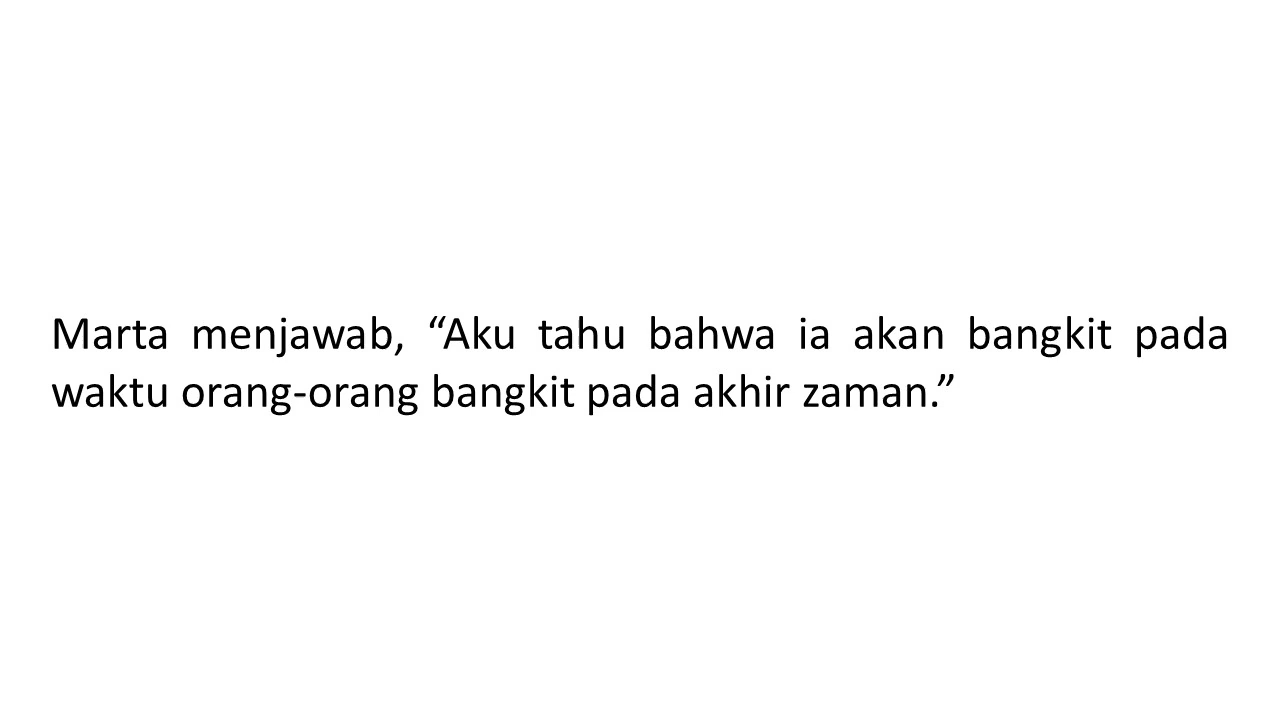 Marta menjawab, “Aku tahu bahwa ia akan bangkit pada
waktu orang-orang bangkit pada akhir zaman.”